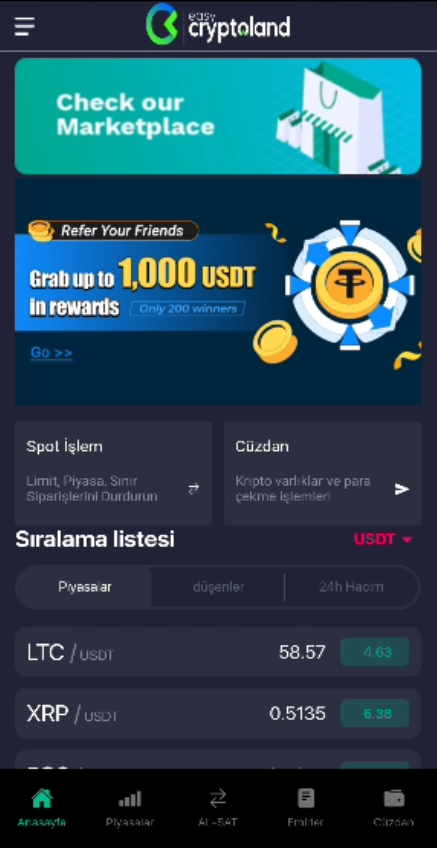 easy
cryptoland
Check our
Marketplace
Refer Your Friends
Grab up to 1,000 USDT
in rewards Only 200 winners
Go >>
Spot İşlem
Limit, Piyasa, Sınır
Siparişlerini Durdurun
Cüzdan
Kripto varlıklar ve para
çekme işlemleri
Sıralama listesi USDT
Piyasalar düşenler 24h Hacim
LTC / USDT 58.57 4.63
XRP / USDT 0.5135 6.38
Anasayfa Piyasalar AL-SAT Emirler Cüzdan